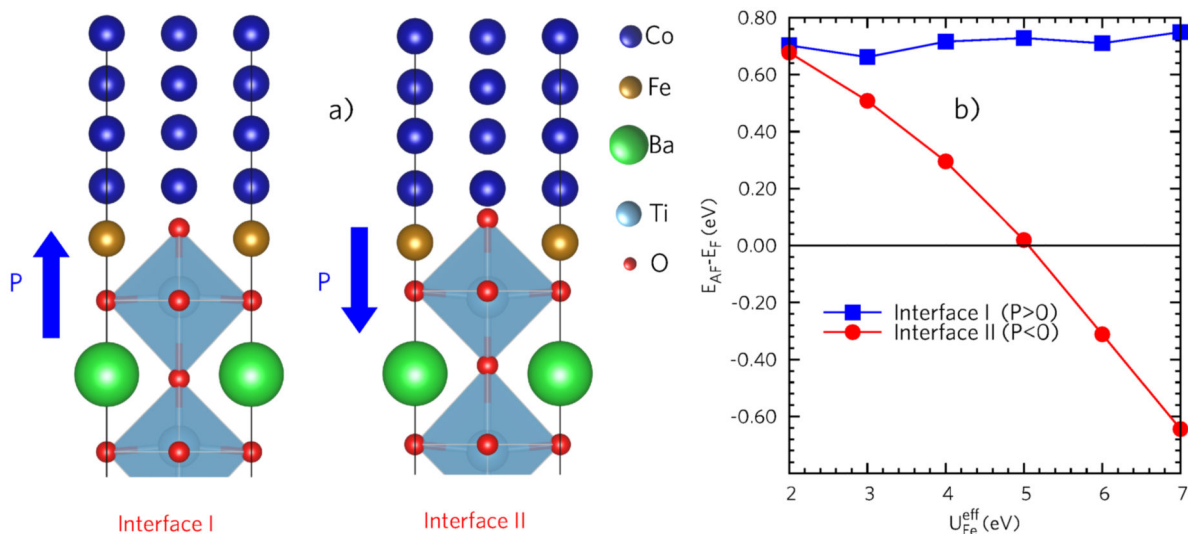 Co
Fe
Ba
Ti
O
a)
P
P
Interface I
Interface II
b)
E_AF-E_F (eV)
0.80
0.60
0.40
0.20
0.00
-0.20
-0.40
-0.60
Interface I (P>0)
Interface II (P<0)
2
3
4
5
6
7
U_Fe^eff (eV)